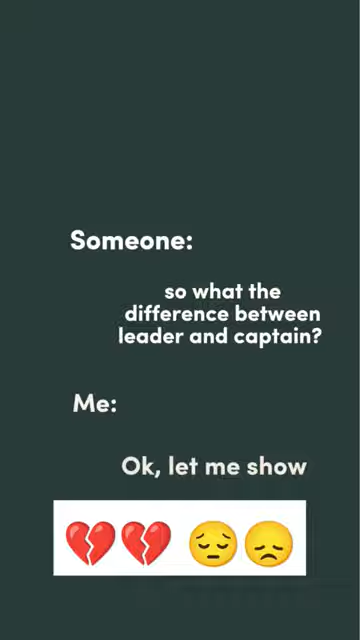 Someone:
so what the
difference between
leader and captain?
Me:
Ok, let me show
💔💔 😔😞